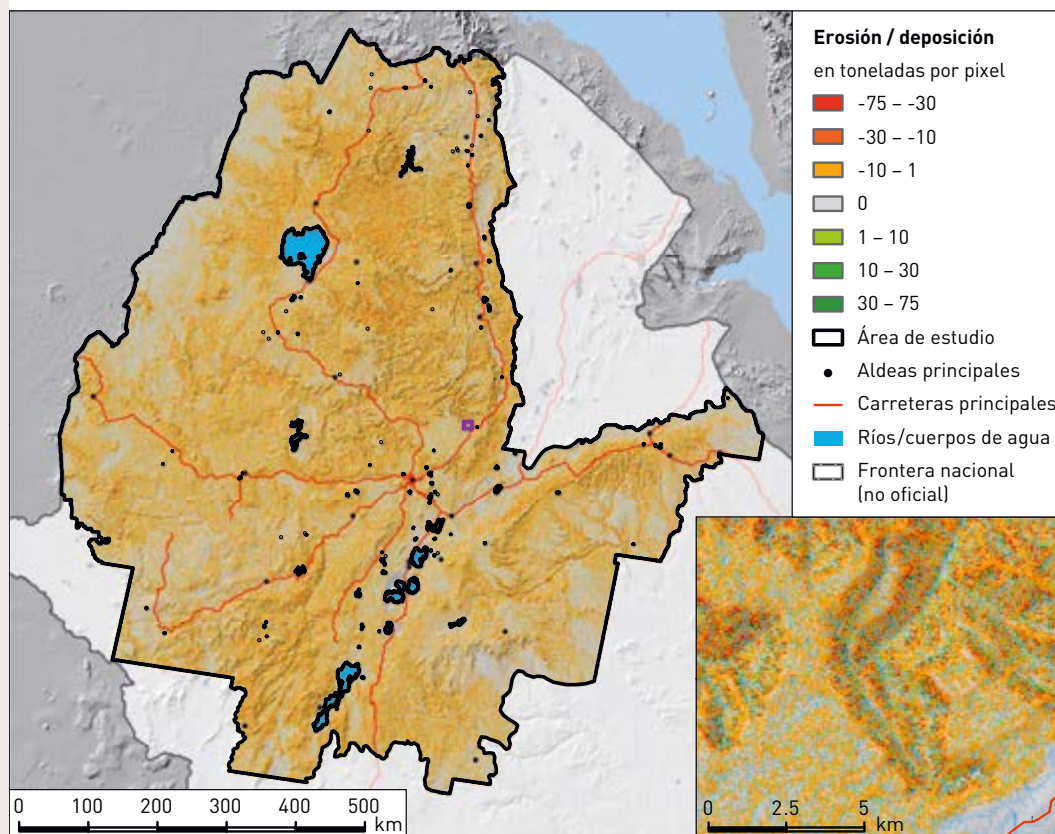 Erosión / deposición
en toneladas por pixel
-75 – -30
-30 – -10
-10 – 1
0
1 – 10
10 – 30
30 – 75
Área de estudio
Aldeas principales
Carreteras principales
Ríos/cuerpos de agua
Frontera nacional
(no oficial)
0 100 200 300 400 500
km
0 2.5 5
km